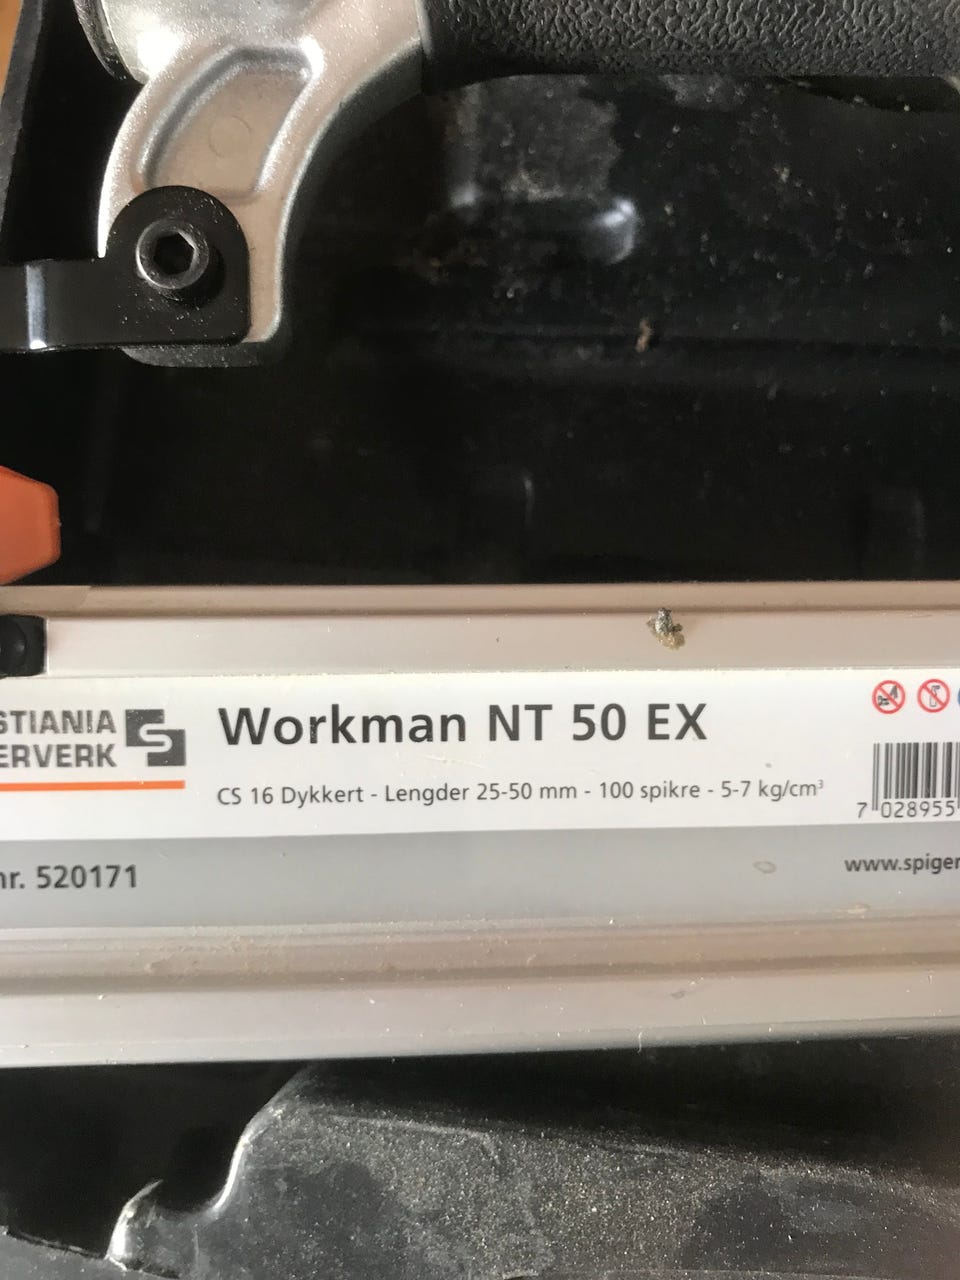 STIANIA
ERVERK
Workman NT 50 EX
CS 16 Dykkert - Lengder 25-50 mm - 100 spikre - 5-7 kg/cm³
7 028955
nr. 520171
www.spiger